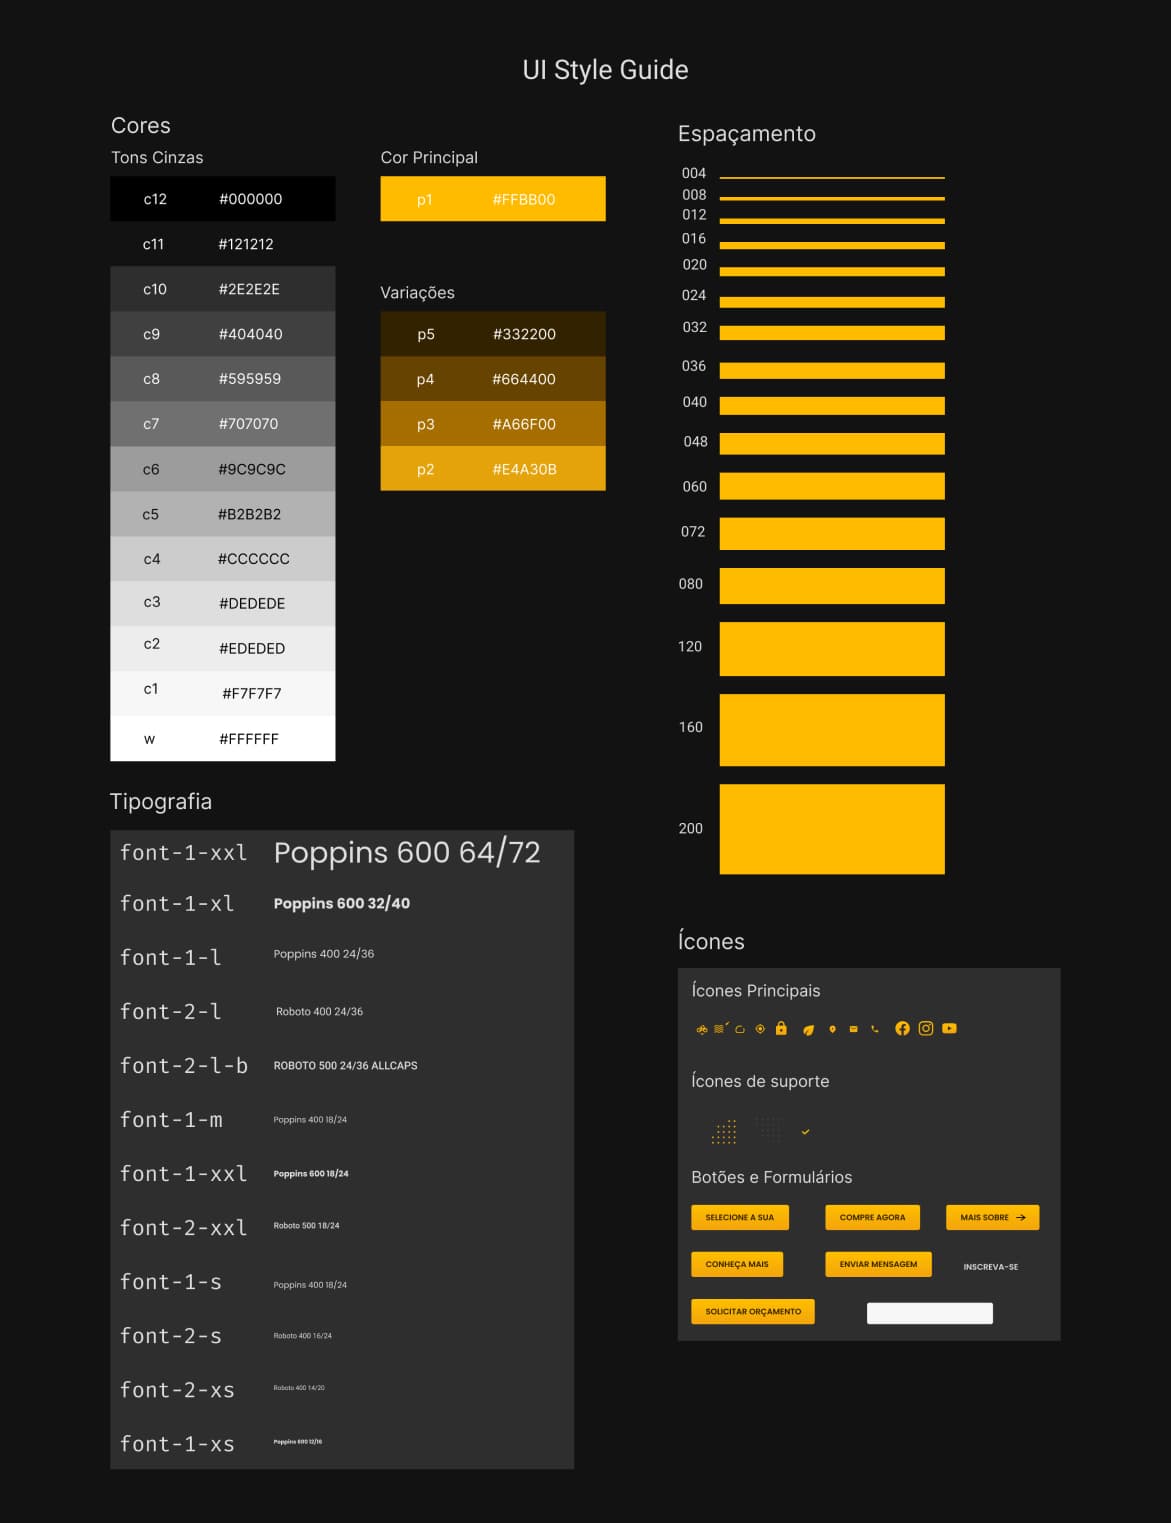 UI Style Guide
Cores
Tons Cinzas
c12 #000000
c11 #121212
c10 #2E2E2E
c9 #404040
c8 #595959
c7 #707070
c6 #9C9C9C
c5 #B2B2B2
c4 #CCCCCC
c3 #DEDEDE
c2 #EDEDED
c1 #F7F7F7
w #FFFFFF
Cor Principal
p1 #FFBB00
Variações
p5 #332200
p4 #664400
p3 #A66F00
p2 #E4A30B
Espaçamento
004
008
012
016
020
024
032
036
040
048
060
072
080
120
160
200
Tipografia
font-1-xxl Poppins 600 64/72
font-1-xl Poppins 600 32/40
font-1-l Poppins 400 24/36
font-2-l Roboto 400 24/36
font-2-l-b ROBOTO 500 24/36 ALLCAPS
font-1-m Poppins 400 18/24
font-1-xxl Poppins 600 18/24
font-2-xxl Roboto 500 18/24
font-1-s Poppins 400 18/24
font-2-s Roboto 400 16/24
font-2-xs Roboto 400 14/20
font-1-xs Poppins 600 12/16
Ícones
Ícones Principais
Ícones de suporte
Botões e Formulários
SELECIONE A SUA
COMPRE AGORA
MAIS SOBRE →
CONHEÇA MAIS
ENVIAR MENSAGEM
INSCREVA-SE
SOLICITAR ORÇAMENTO